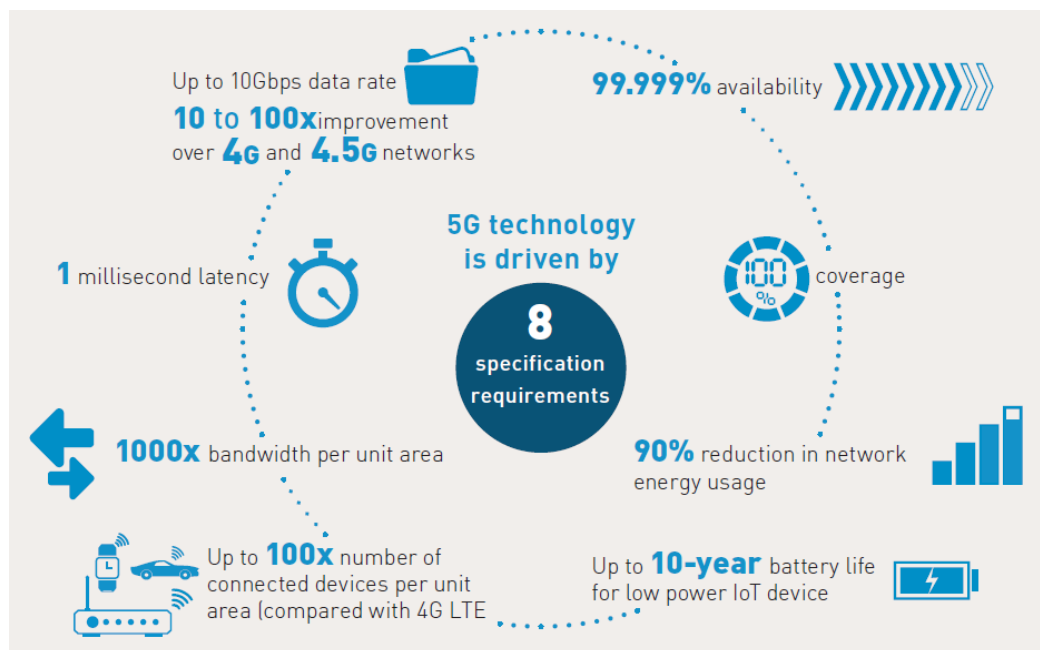 Up to 10Gbps data rate
10 to 100x improvement
over 4G and 4.5G networks
99.999% availability
5G technology
is driven by
8
specification
requirements
1 millisecond latency
100
%
coverage
1000x bandwidth per unit area
90% reduction in network
energy usage
Up to 100x number of
connected devices per unit
area (compared with 4G LTE
Up to 10-year battery life
for low power IoT device